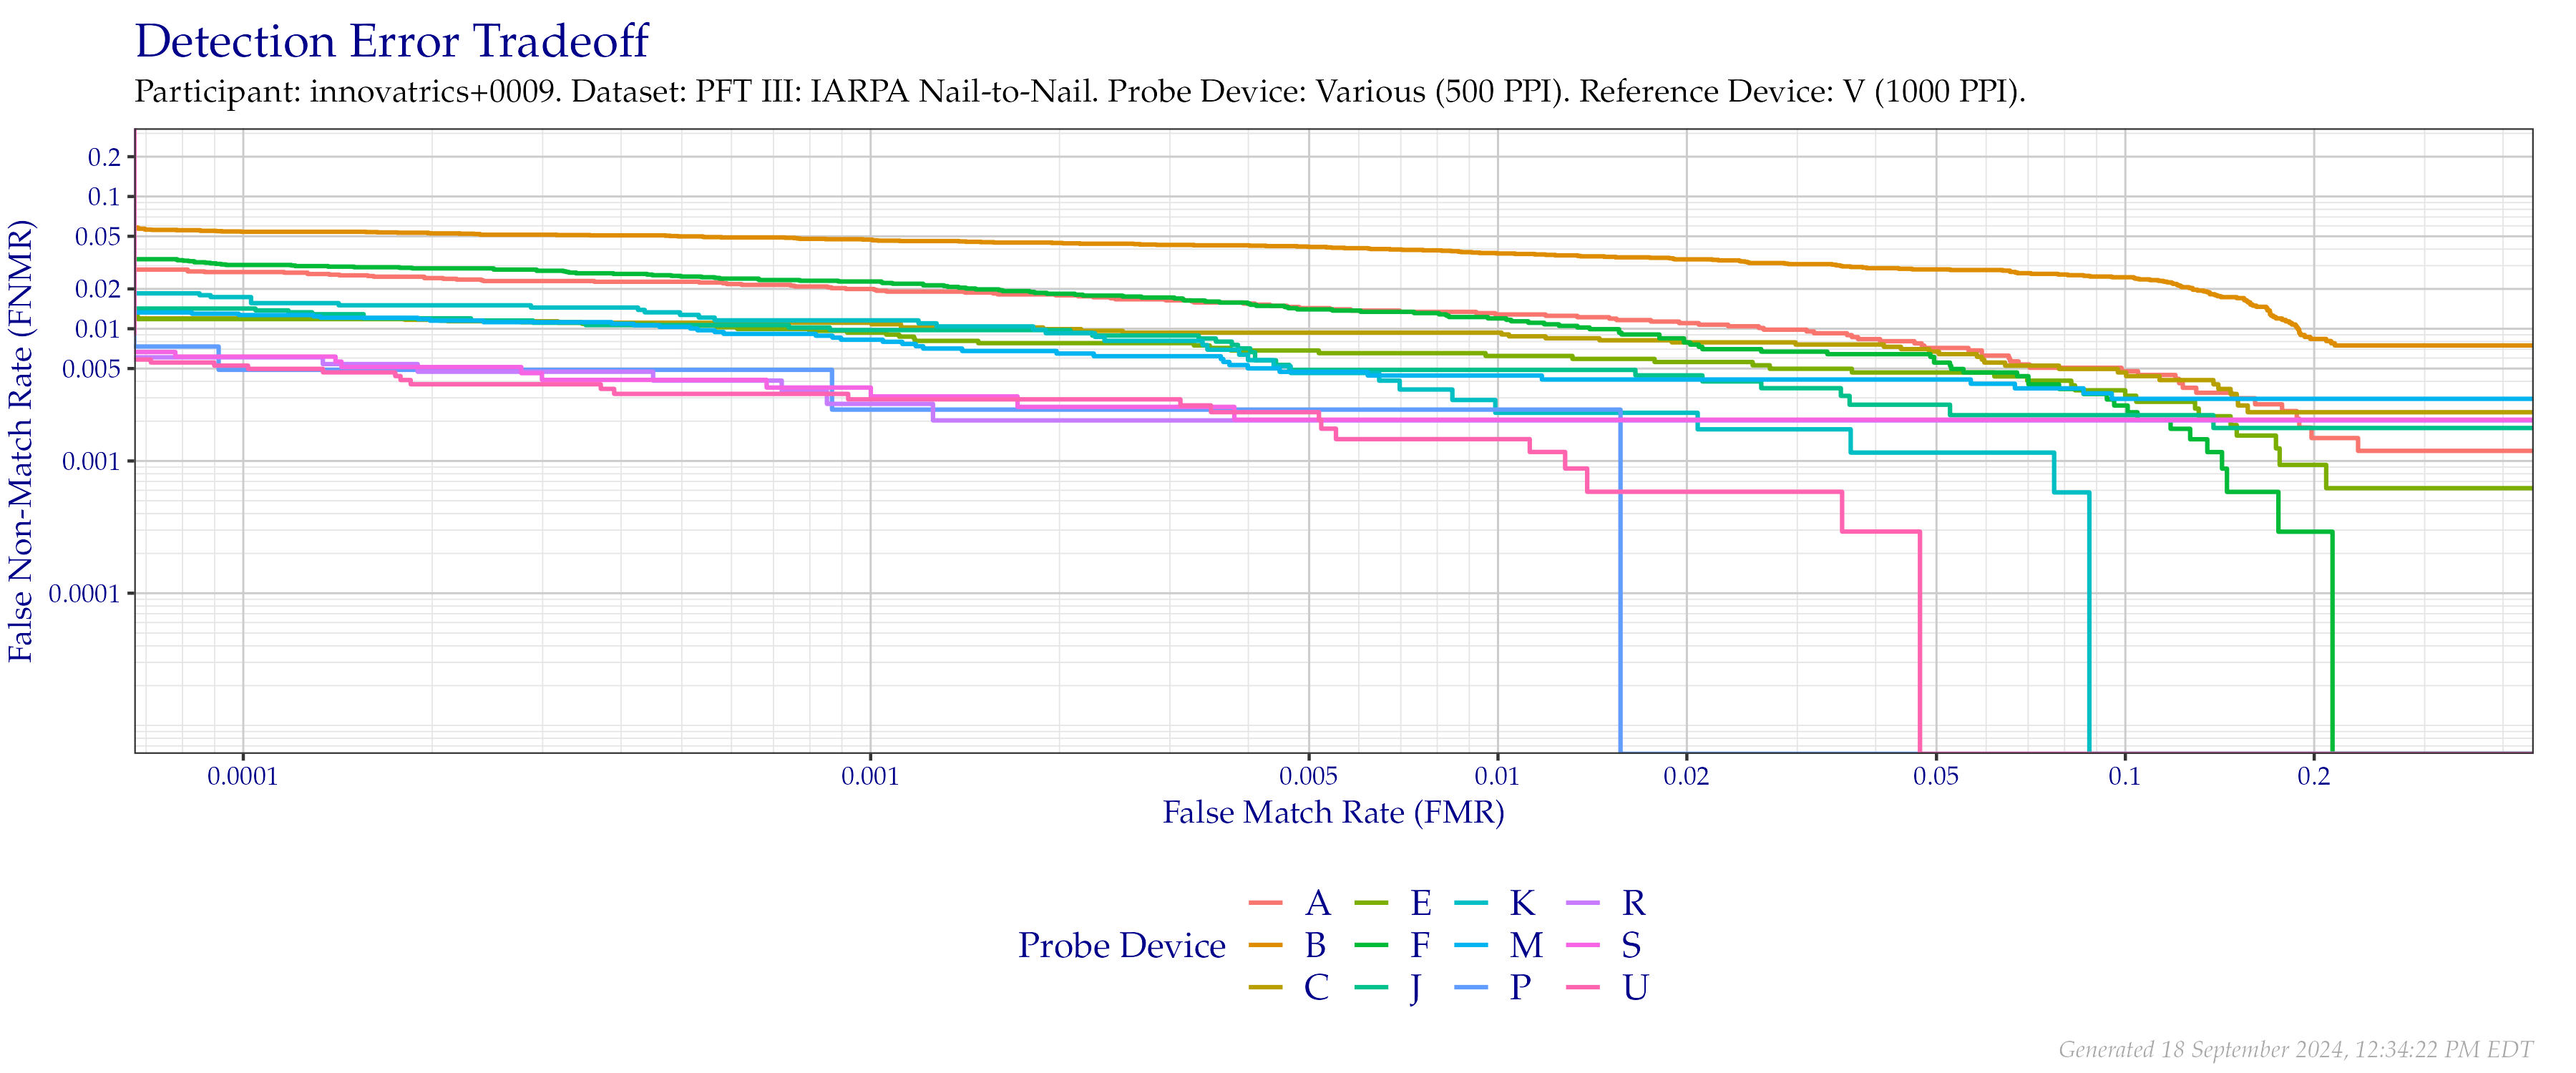 Detection Error Tradeoff
Participant: innovatrics+0009. Dataset: PFT III: IARPA Nail-to-Nail. Probe Device: Various (500 PPI). Reference Device: V (1000 PPI).
False Non-Match Rate (FNMR)
0.2
0.1
0.05
0.02
0.01
0.005
0.001
0.0001
0.0001 0.001 0.005 0.01 0.02 0.05 0.1 0.2
False Match Rate (FMR)
Probe Device
A E K R
B F M S
C J P U
Generated 18 September 2024, 12:34:22 PM EDT